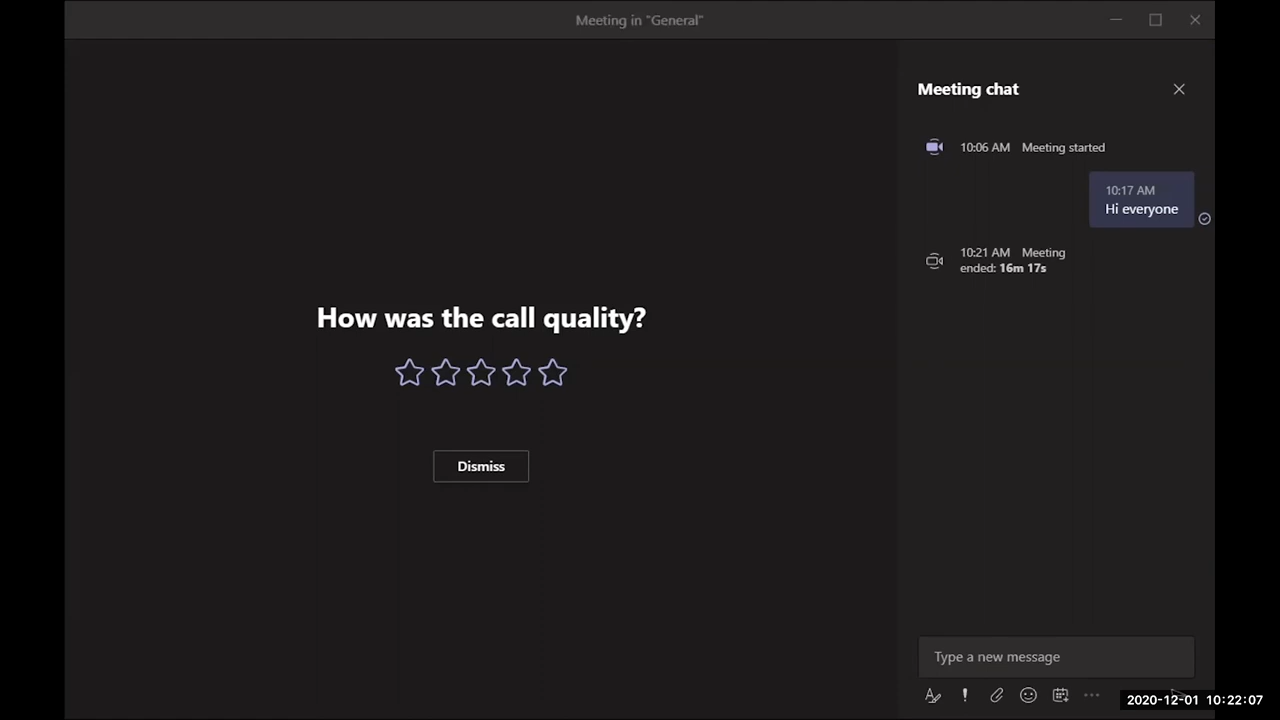 Meeting in "General"
Meeting chat
10:06 AM Meeting started
10:17 AM
Hi everyone
10:21 AM Meeting
ended: 16m 17s
How was the call quality?
Dismiss
Type a new message
2020-12-01 10:22:07